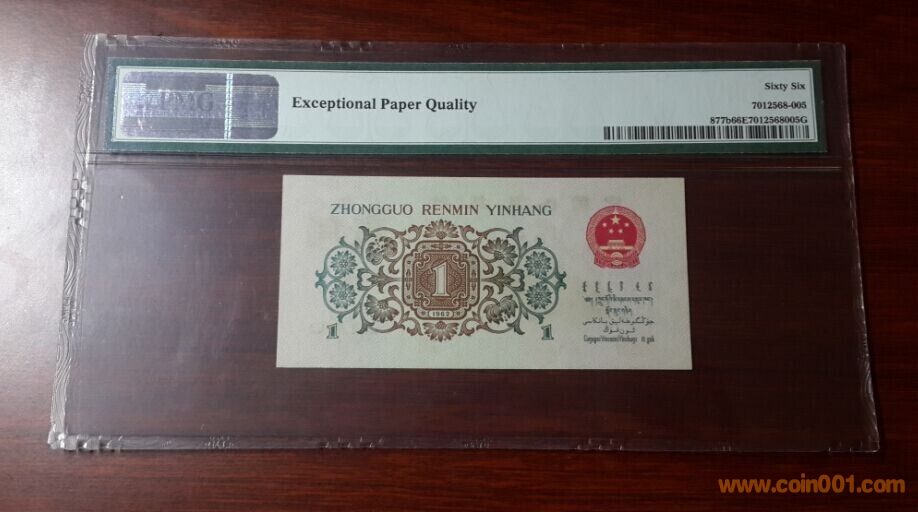 PMG
Exceptional Paper Quality
Sixty Six
7012568-005
877b66E7012568005G
ZHONGGUO RENMIN YINHANG
1
1962
1
1
www.coin001.com